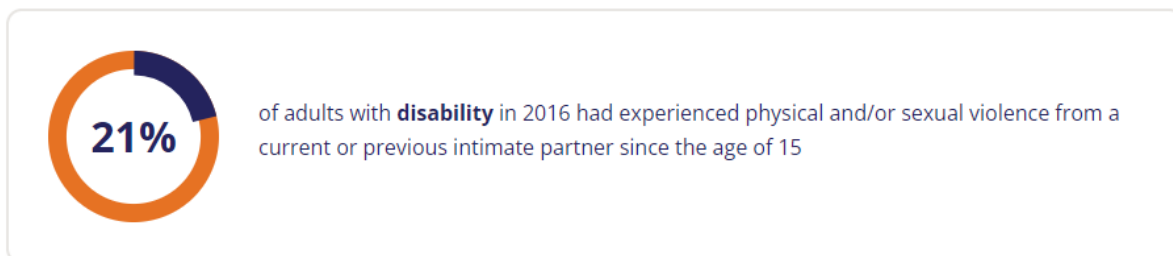 21%
of adults with disability in 2016 had experienced physical and/or sexual violence from a
current or previous intimate partner since the age of 15